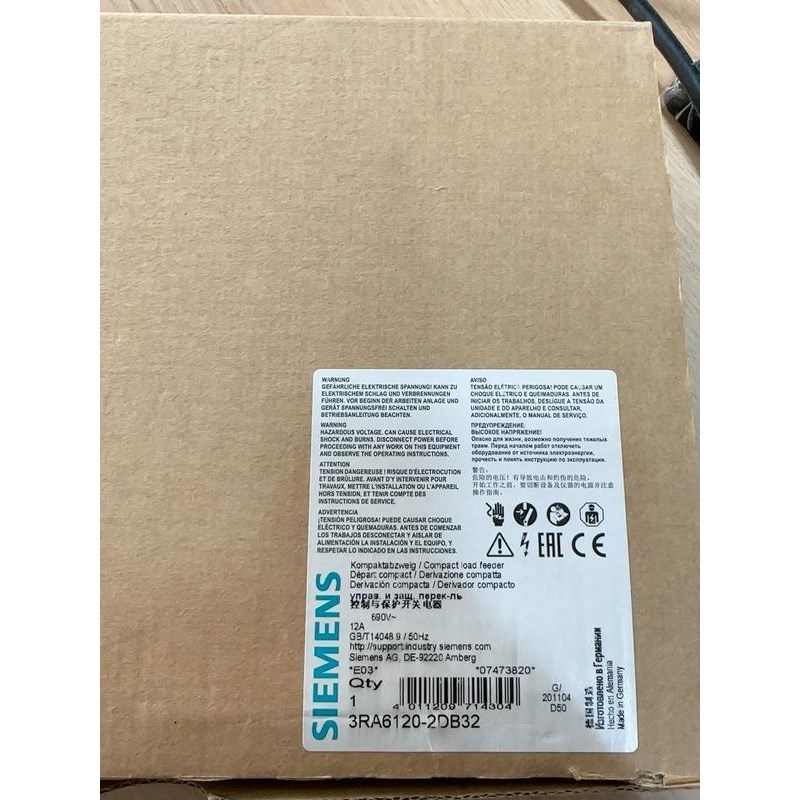 WARNUNG
GEFÄHRLICHE ELEKTRISCHE SPANNUNG! KANN ZU
ELEKTRISCHEM SCHLAG UND VERBRENNUNGEN
FÜHREN. VOR BEGINN DER ARBEITEN ANLAGE UND
GERÄT SPANNUNGSFREI SCHALTEN UND
BETRIEBSANLEITUNG BEACHTEN.
WARNING
HAZARDOUS VOLTAGE. CAN CAUSE ELECTRICAL
SHOCK AND BURNS. DISCONNECT POWER BEFORE
PROCEEDING WITH ANY WORK ON THIS EQUIPMENT
AND OBSERVE THE OPERATING INSTRUCTIONS.
ATTENTION
TENSION DANGEREUSE ! RISQUE D'ÉLECTROCUTION
ET DE BRÛLURE. AVANT D'Y INTERVENIR POUR
TRAVAUX, METTRE L'INSTALLATION OU L'APPAREIL
HORS TENSION, ET TENIR COMPTE DES
INSTRUCTIONS DE SERVICE.
ADVERTENCIA
¡TENSIÓN PELIGROSA! PUEDE CAUSAR CHOQUE
ELÉCTRICO Y QUEMADURAS. ANTES DE COMENZAR
LOS TRABAJOS DESCONECTAR Y AISLAR DE
ALIMENTACIÓN LA INSTALACIÓN Y EL EQUIPO, Y
RESPETAR LO INDICADO EN LAS INSTRUCCIONES.
AVISO
TENSÃO ELÉTRICA PERIGOSA! PODE CAUSAR UM
CHOQUE ELÉCTRICO E QUEIMADURAS. ANTES DE
INICIAR OS TRABALHOS. DESLIGUE A TENSÃO DA
UNIDADE E DO APARELHO E CONSULTAR,
ADICIONALMENTE, O MANUAL DE SERVIÇO.
ПРЕДУПРЕЖДЕНИЕ:
ВЫСОКОЕ НАПРЯЖЕНИЕ!
Опасно для жизни, возможно получение тяжелых
травм. Перед началом работ отключить
оборудование от источника электроэнергии,
прочесть и понять инструкцию по эксплуатации.
警告:
危险的电压! 有导致电击和灼伤的危险。
开始工作之前, 要切断设备及仪器的电源并注意
操作指南!
EAC CE
SIEMENS
Kompaktabzweig / Compact load feeder
Départ compact / Derivazione compatta
Derivación compacta / Derivador compacto
управ. и защ. перек-ль
控制与保护开关电器
690V~
12A
GB/T14048.9 / 50Hz
http://support.industry.siemens.com
Siemens AG, DE-92220 Amberg
*E03* *07473820*
Qty
1
4 011209 714304
G/
201104
D50
3RA6120-2DB32
德国制造
Изготовлено в Германии
Hecho en Alemania
Made in Germany